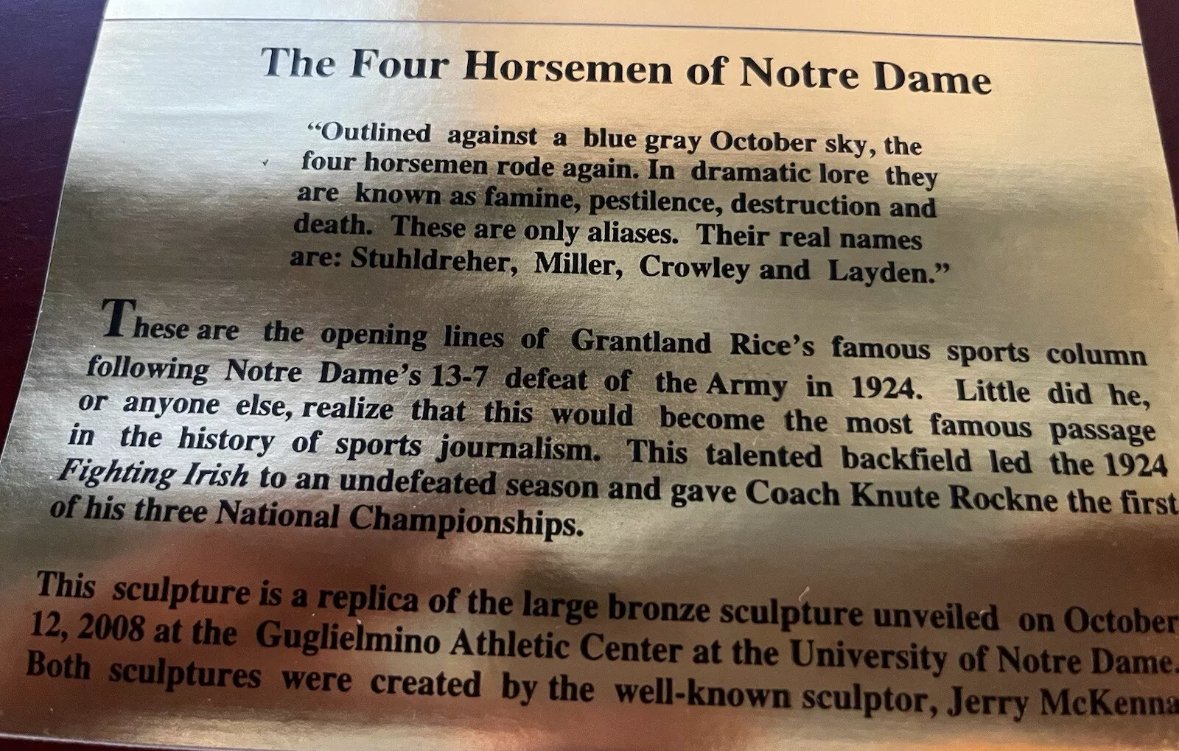 The Four Horsemen of Notre Dame
“Outlined against a blue gray October sky, the
four horsemen rode again. In dramatic lore they
are known as famine, pestilence, destruction and
death. These are only aliases. Their real names
are: Stuhldreher, Miller, Crowley and Layden.”
These are the opening lines of Grantland Rice’s famous sports column
following Notre Dame’s 13-7 defeat of the Army in 1924. Little did he,
or anyone else, realize that this would become the most famous passage
in the history of sports journalism. This talented backfield led the 1924
Fighting Irish to an undefeated season and gave Coach Knute Rockne the first
of his three National Championships.
This sculpture is a replica of the large bronze sculpture unveiled on October
12, 2008 at the Guglielmino Athletic Center at the University of Notre Dame.
Both sculptures were created by the well-known sculptor, Jerry McKenna